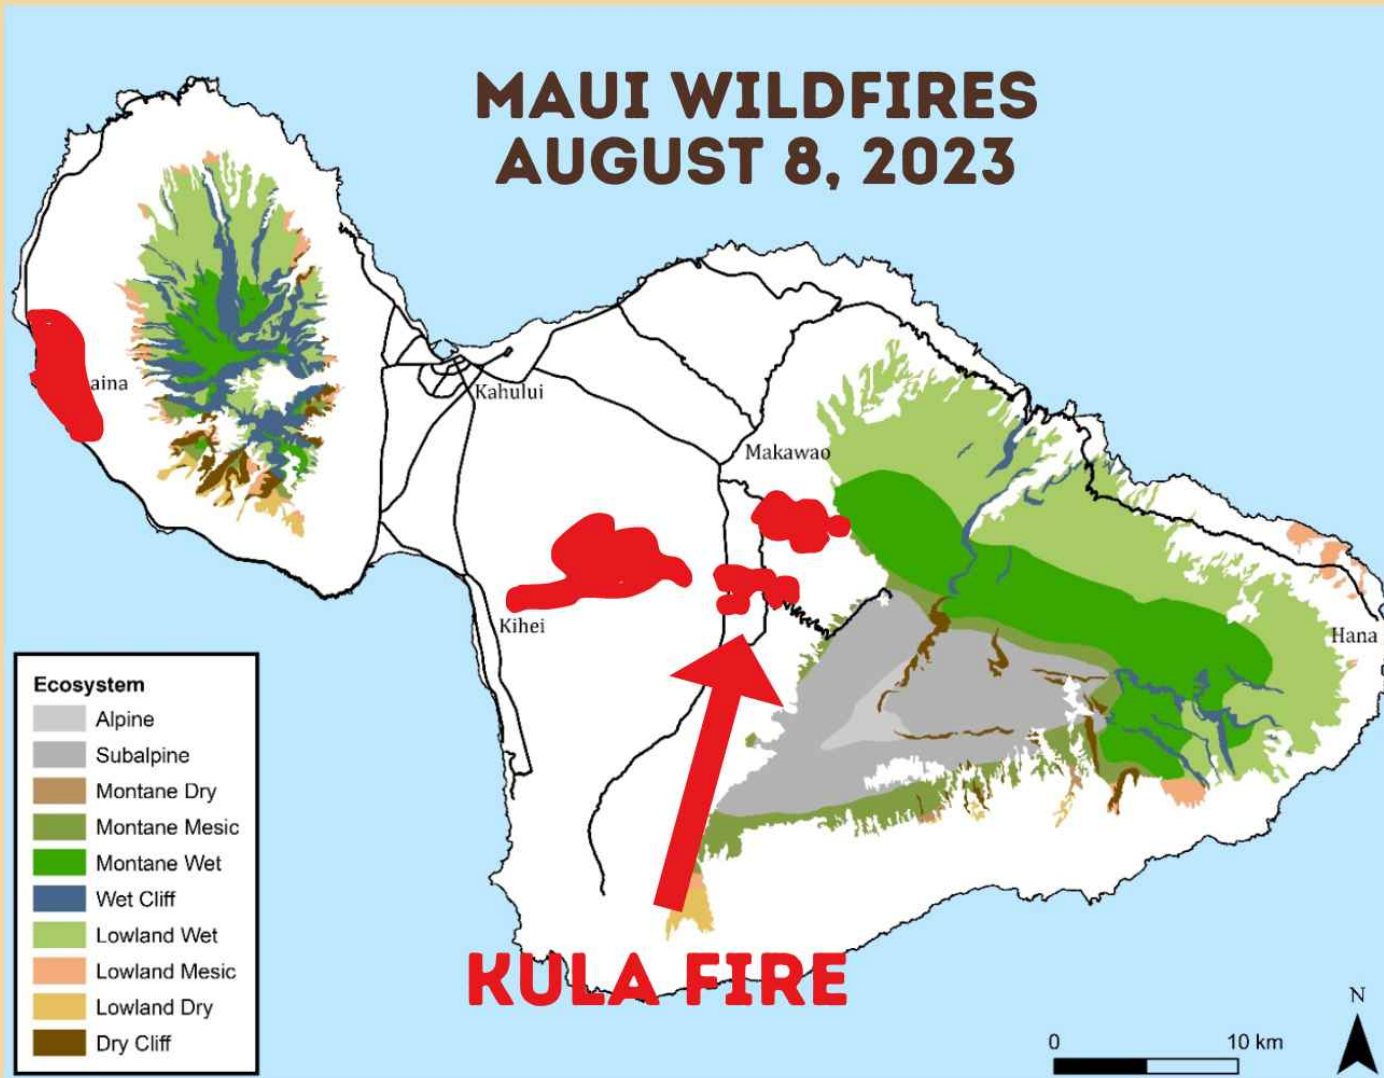 MAUI WILDFIRES
AUGUST 8, 2023
aina
Kahului
Makawao
Kihei
Hana
Ecosystem
Alpine
Subalpine
Montane Dry
Montane Mesic
Montane Wet
Wet Cliff
Lowland Wet
Lowland Mesic
Lowland Dry
Dry Cliff
KULA FIRE
N
0 10 km